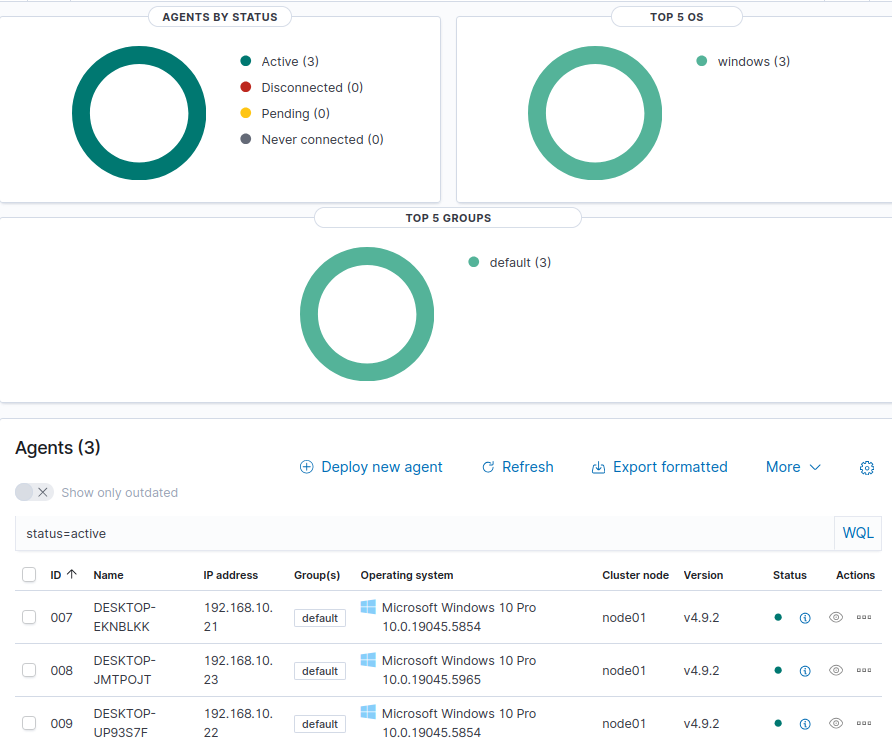 AGENTS BY STATUS
Active (3)
Disconnected (0)
Pending (0)
Never connected (0)
TOP 5 OS
windows (3)
TOP 5 GROUPS
default (3)
Agents (3)
Deploy new agent
Refresh
Export formatted
More
Show only outdated
status=active
WQL
ID Name IP address Group(s) Operating system Cluster node Version Status Actions
007 DESKTOP-EKNBLKK 192.168.10.21 default Microsoft Windows 10 Pro 10.0.19045.5854 node01 v4.9.2
008 DESKTOP-JMTPOJT 192.168.10.23 default Microsoft Windows 10 Pro 10.0.19045.5965 node01 v4.9.2
009 DESKTOP-UP93S7F 192.168.10.22 default Microsoft Windows 10 Pro 10.0.19045.5854 node01 v4.9.2